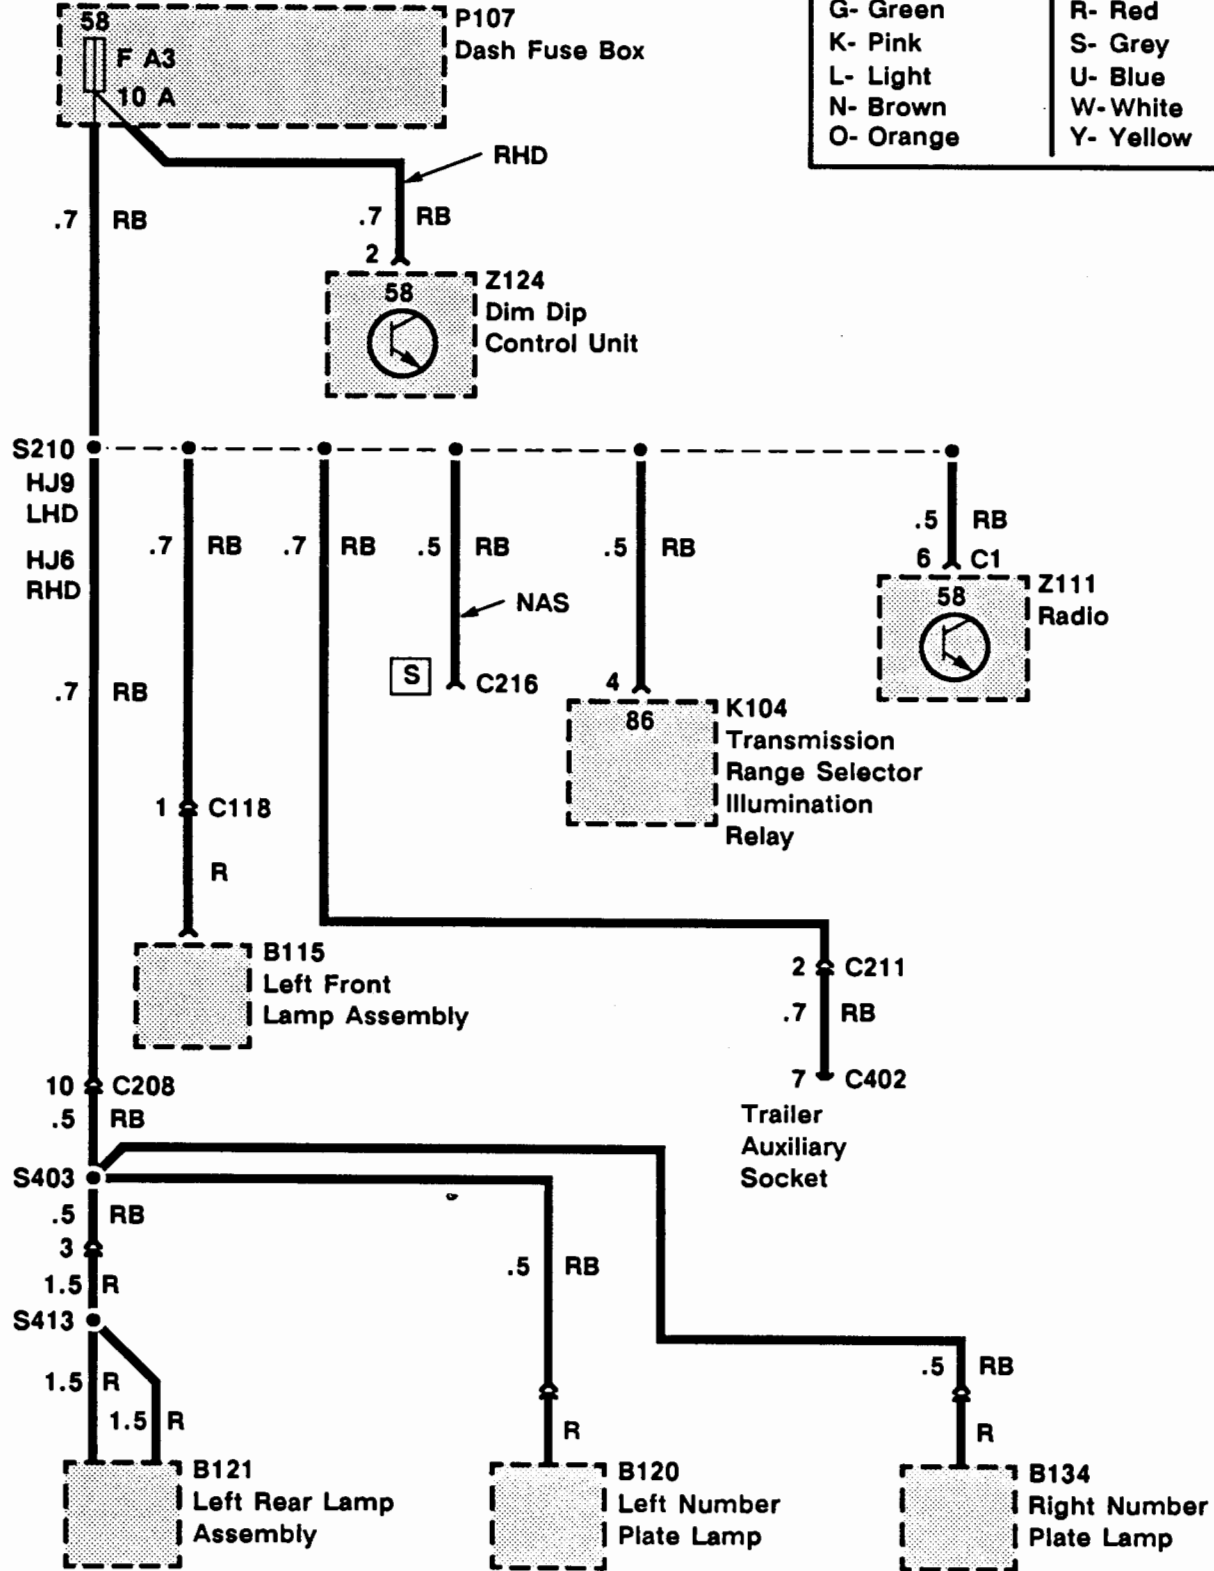 58
F A3
10 A
P107
Dash Fuse Box
G- Green
K- Pink
L- Light
N- Brown
O- Orange
R- Red
S- Grey
U- Blue
W- White
Y- Yellow
RHD
.7 RB
.7 RB
2
58
Z124
Dim Dip
Control Unit
S210
HJ9
LHD
HJ6
RHD
.7 RB
.7 RB
.5 RB
.5 RB
.5 RB
6 C1
58
Z111
Radio
NAS
S
C216
4
86
K104
Transmission
Range Selector
Illumination
Relay
.7 RB
1 C118
R
B115
Left Front
Lamp Assembly
2 C211
.7 RB
7 C402
Trailer
Auxiliary
Socket
10 C208
.5 RB
S403
.5 RB
3
1.5 R
S413
1.5 R
1.5 R
B121
Left Rear Lamp
Assembly
.5 RB
R
B120
Left Number
Plate Lamp
.5 RB
R
B134
Right Number
Plate Lamp